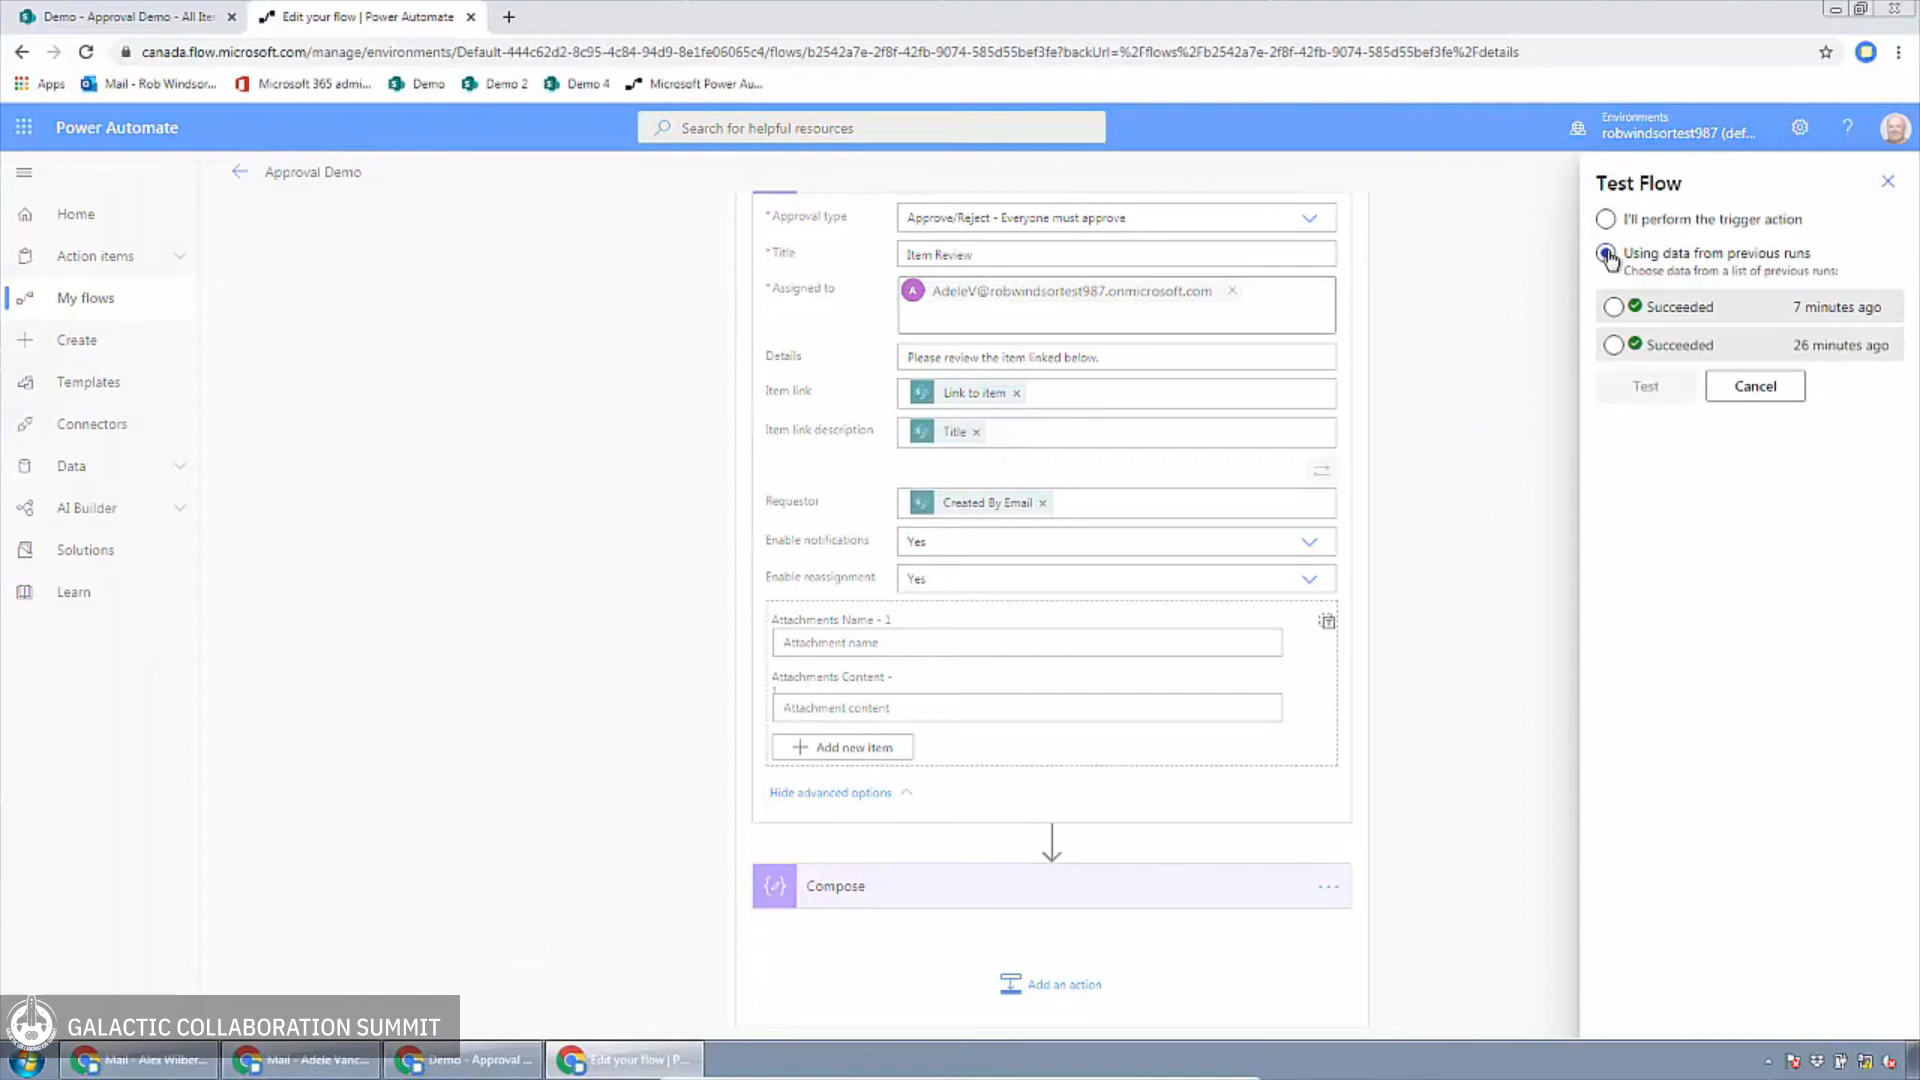 Demo - Approval Demo - All Iter
Edit your flow | Power Automate
canada.flow.microsoft.com/manage/environments/Default-444c62d2-8c95-4c84-94d9-8e1fe06065c4/flows/b2542a7e-2f8f-42fb-9074-585d55bef3fe?backUrl=%2Fflows%2Fb2542a7e-2f8f-42fb-9074-585d55bef3fe%2Fdetails
Apps
Mail - Rob Windsor...
Microsoft 365 admi...
Demo
Demo 2
Demo 4
Microsoft Power Au...
Power Automate
Search for helpful resources
Environments
robwindsortest987 (def...
?
Approval Demo
Home
Action items
My flows
Create
Templates
Connectors
Data
AI Builder
Solutions
Learn
*Approval type
Approve/Reject - Everyone must approve
*Title
Item Review
*Assigned to
A
AdeleV@robwindsortest987.onmicrosoft.com
Details
Please review the item linked below.
Item link
Link to item
Item link description
Title
Requestor
Created By Email
Enable notifications
Yes
Enable reassignment
Yes
Attachments Name - 1
Attachment name
Attachments Content -
1
Attachment content
Add new item
Hide advanced options
Compose
Add an action
Test Flow
I'll perform the trigger action
Using data from previous runs
Choose data from a list of previous runs:
Succeeded
7 minutes ago
Succeeded
26 minutes ago
Test
Cancel
GALACTIC COLLABORATION SUMMIT
Mail - Alex Wilber...
Mail - Adele Vanc...
Demo - Approval ...
Edit your flow | P...